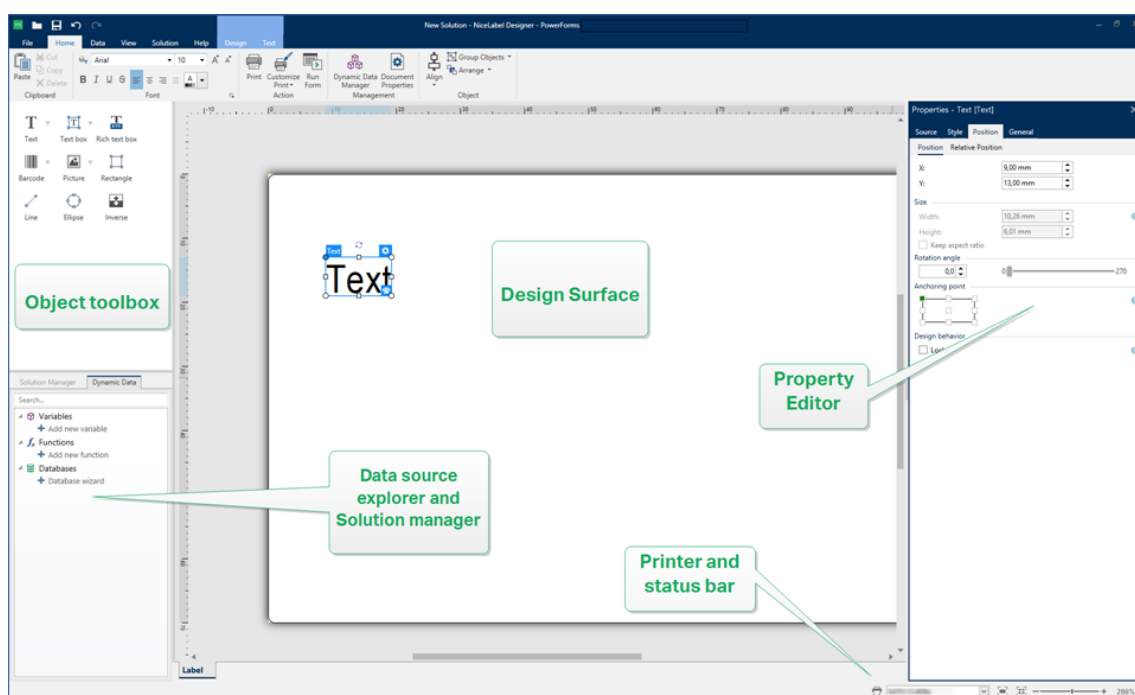 New Solution - NiceLabel Designer - PowerForms
File Home Data View Solution Help Design Text
Paste
Cut
Copy
Delete
Clipboard
Arial 10
B I U S
Font
Print
Customize Print
Run Form
Action
Dynamic Data Manager
Document Properties
Management
Align
Group Objects
Arrange
Object
Text
Text box
Rich text box
Barcode
Picture
Rectangle
Line
Ellipse
Inverse
Object toolbox
Solution Manager Dynamic Data
Search...
Variables
Add new variable
Functions
Add new function
Databases
Database wizard
Text
Text
Design Surface
Data source
explorer and
Solution manager
Property
Editor
Printer and
status bar
Label
Properties - Text [Text]
Source Style Position General
Position Relative Position
X: 9,00 mm
Y: 13,00 mm
Size
Width: 10,26 mm
Height: 6,01 mm
Keep aspect ratio
Rotation angle
0,0 0 270
Anchoring point
Design behavior
286%